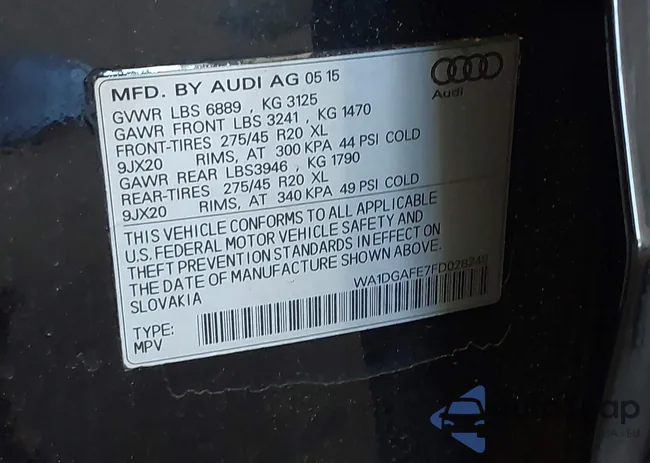 MFD. BY AUDI AG 05 15
Audi
GVWR LBS 6889 , KG 3125
GAWR FRONT LBS 3241 , KG 1470
FRONT-TIRES 275/45 R20 XL
9JX20 RIMS, AT 300 KPA 44 PSI COLD
GAWR REAR LBS3946 , KG 1790
REAR-TIRES 275/45 R20 XL
9JX20 RIMS, AT 340 KPA 49 PSI COLD
THIS VEHICLE CONFORMS TO ALL APPLICABLE
U.S. FEDERAL MOTOR VEHICLE SAFETY AND
THEFT PREVENTION STANDARDS IN EFFECT ON
THE DATE OF MANUFACTURE SHOWN ABOVE.
SLOVAKIA
WA1DGAFE7FD028248
TYPE:
MPV